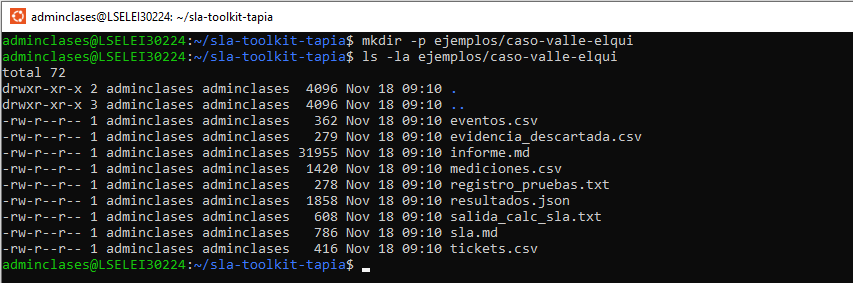 adminclases@LSELEI30224: ~/sla-toolkit-tapia
adminclases@LSELEI30224:~/sla-toolkit-tapia$ mkdir -p ejemplos/caso-valle-elqui
adminclases@LSELEI30224:~/sla-toolkit-tapia$ ls -la ejemplos/caso-valle-elqui
total 72
drwxr-xr-x 2 adminclases adminclases  4096 Nov 18 09:10 .
drwxr-xr-x 3 adminclases adminclases  4096 Nov 18 09:10 ..
-rw-r--r-- 1 adminclases adminclases   362 Nov 18 09:10 eventos.csv
-rw-r--r-- 1 adminclases adminclases   279 Nov 18 09:10 evidencia_descartada.csv
-rw-r--r-- 1 adminclases adminclases 31955 Nov 18 09:10 informe.md
-rw-r--r-- 1 adminclases adminclases  1420 Nov 18 09:10 mediciones.csv
-rw-r--r-- 1 adminclases adminclases   278 Nov 18 09:10 registro_pruebas.txt
-rw-r--r-- 1 adminclases adminclases  1858 Nov 18 09:10 resultados.json
-rw-r--r-- 1 adminclases adminclases   608 Nov 18 09:10 salida_calc_sla.txt
-rw-r--r-- 1 adminclases adminclases   786 Nov 18 09:10 sla.md
-rw-r--r-- 1 adminclases adminclases   416 Nov 18 09:10 tickets.csv
adminclases@LSELEI30224:~/sla-toolkit-tapia$